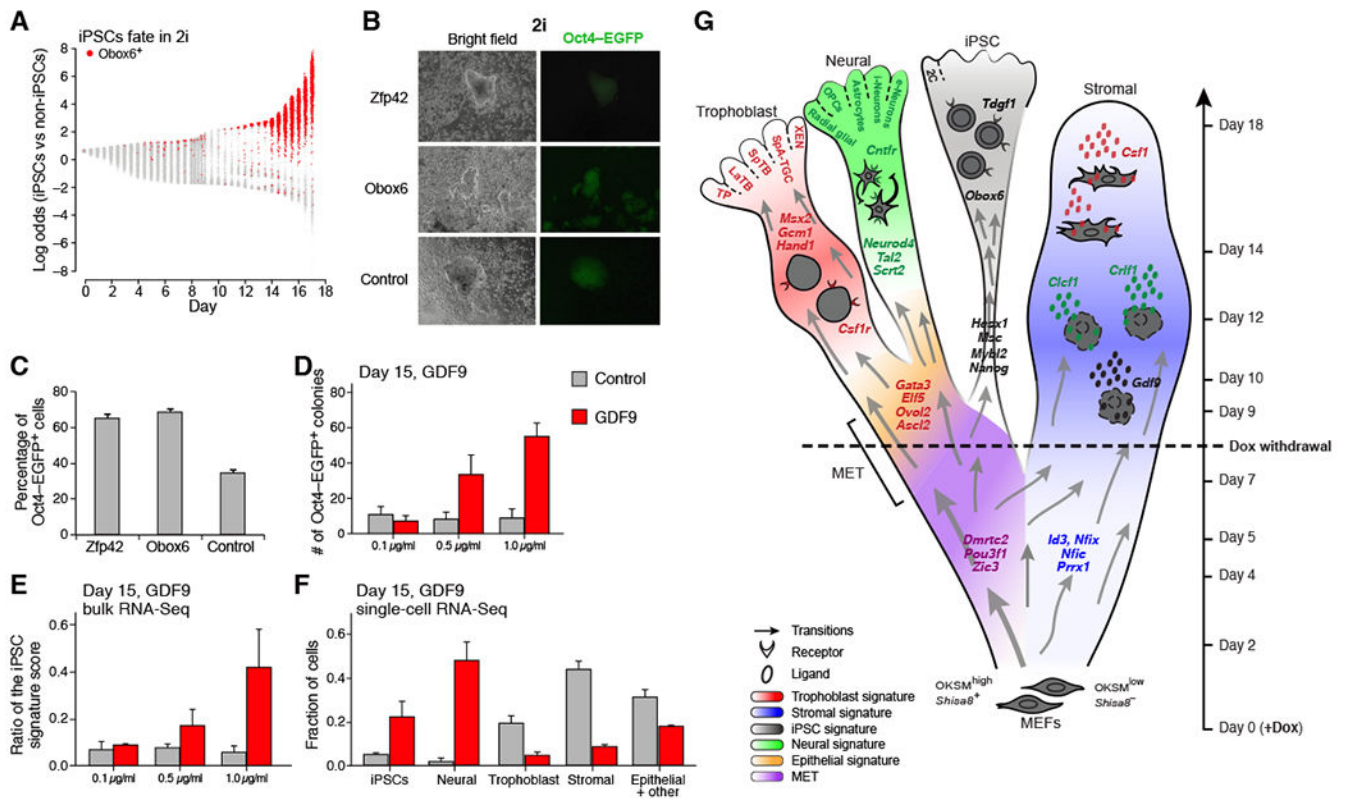 A
iPSCs fate in 2i
Obox6+
Log odds (iPSCs vs non-iPSCs)
8
6
4
2
0
−2
−4
−6
−8
0 2 4 6 8 10 12 14 16 18
Day
B
2i
Bright field
Oct4–EGFP
Zfp42
Obox6
Control
C
Percentage of
Oct4–EGFP+ cells
80
60
40
20
0
Zfp42 Obox6 Control
D
Day 15, GDF9
Control
GDF9
# of Oct4–EGFP+ colonies
80
60
40
20
0
0.1 µg/ml 0.5 µg/ml 1.0 µg/ml
E
Day 15, GDF9
bulk RNA-Seq
Ratio of the iPSC
signature score
0.6
0.4
0.2
0.0
0.1 µg/ml 0.5 µg/ml 1.0 µg/ml
F
Day 15, GDF9
single-cell RNA-Seq
Fraction of cells
0.6
0.4
0.2
0.0
iPSCs Neural Trophoblast Stromal Epithelial
+ other
G
iPSC
Neural
Stromal
Trophoblast
TP
LaTB
SpTB
SpA-TGC
XEN
Radial glial
OPCs
Astrocytes
i-Neurons
e-Neurons
2C
Tdgf1
Obox6
Cntfr
Neurod4
Tal2
Scrt2
Msx2
Gcm1
Hand1
Csf1r
Csf1
Clcf1
Crlf1
Gdf9
Hesx1
Msc
Mybl2
Nanog
Gata3
Elf5
Ovol2
Ascl2
MET
Dox withdrawal
Dmrtc2
Pou3f1
Zic3
Id3, Nfix
Nfic
Prrx1
Day 18
Day 14
Day 12
Day 10
Day 9
Day 7
Day 5
Day 4
Day 2
Day 0 (+Dox)
OKSMhigh
Shisa8+
OKSMlow
Shisa8−
MEFs
Transitions
Receptor
Ligand
Trophoblast signature
Stromal signature
iPSC signature
Neural signature
Epithelial signature
MET